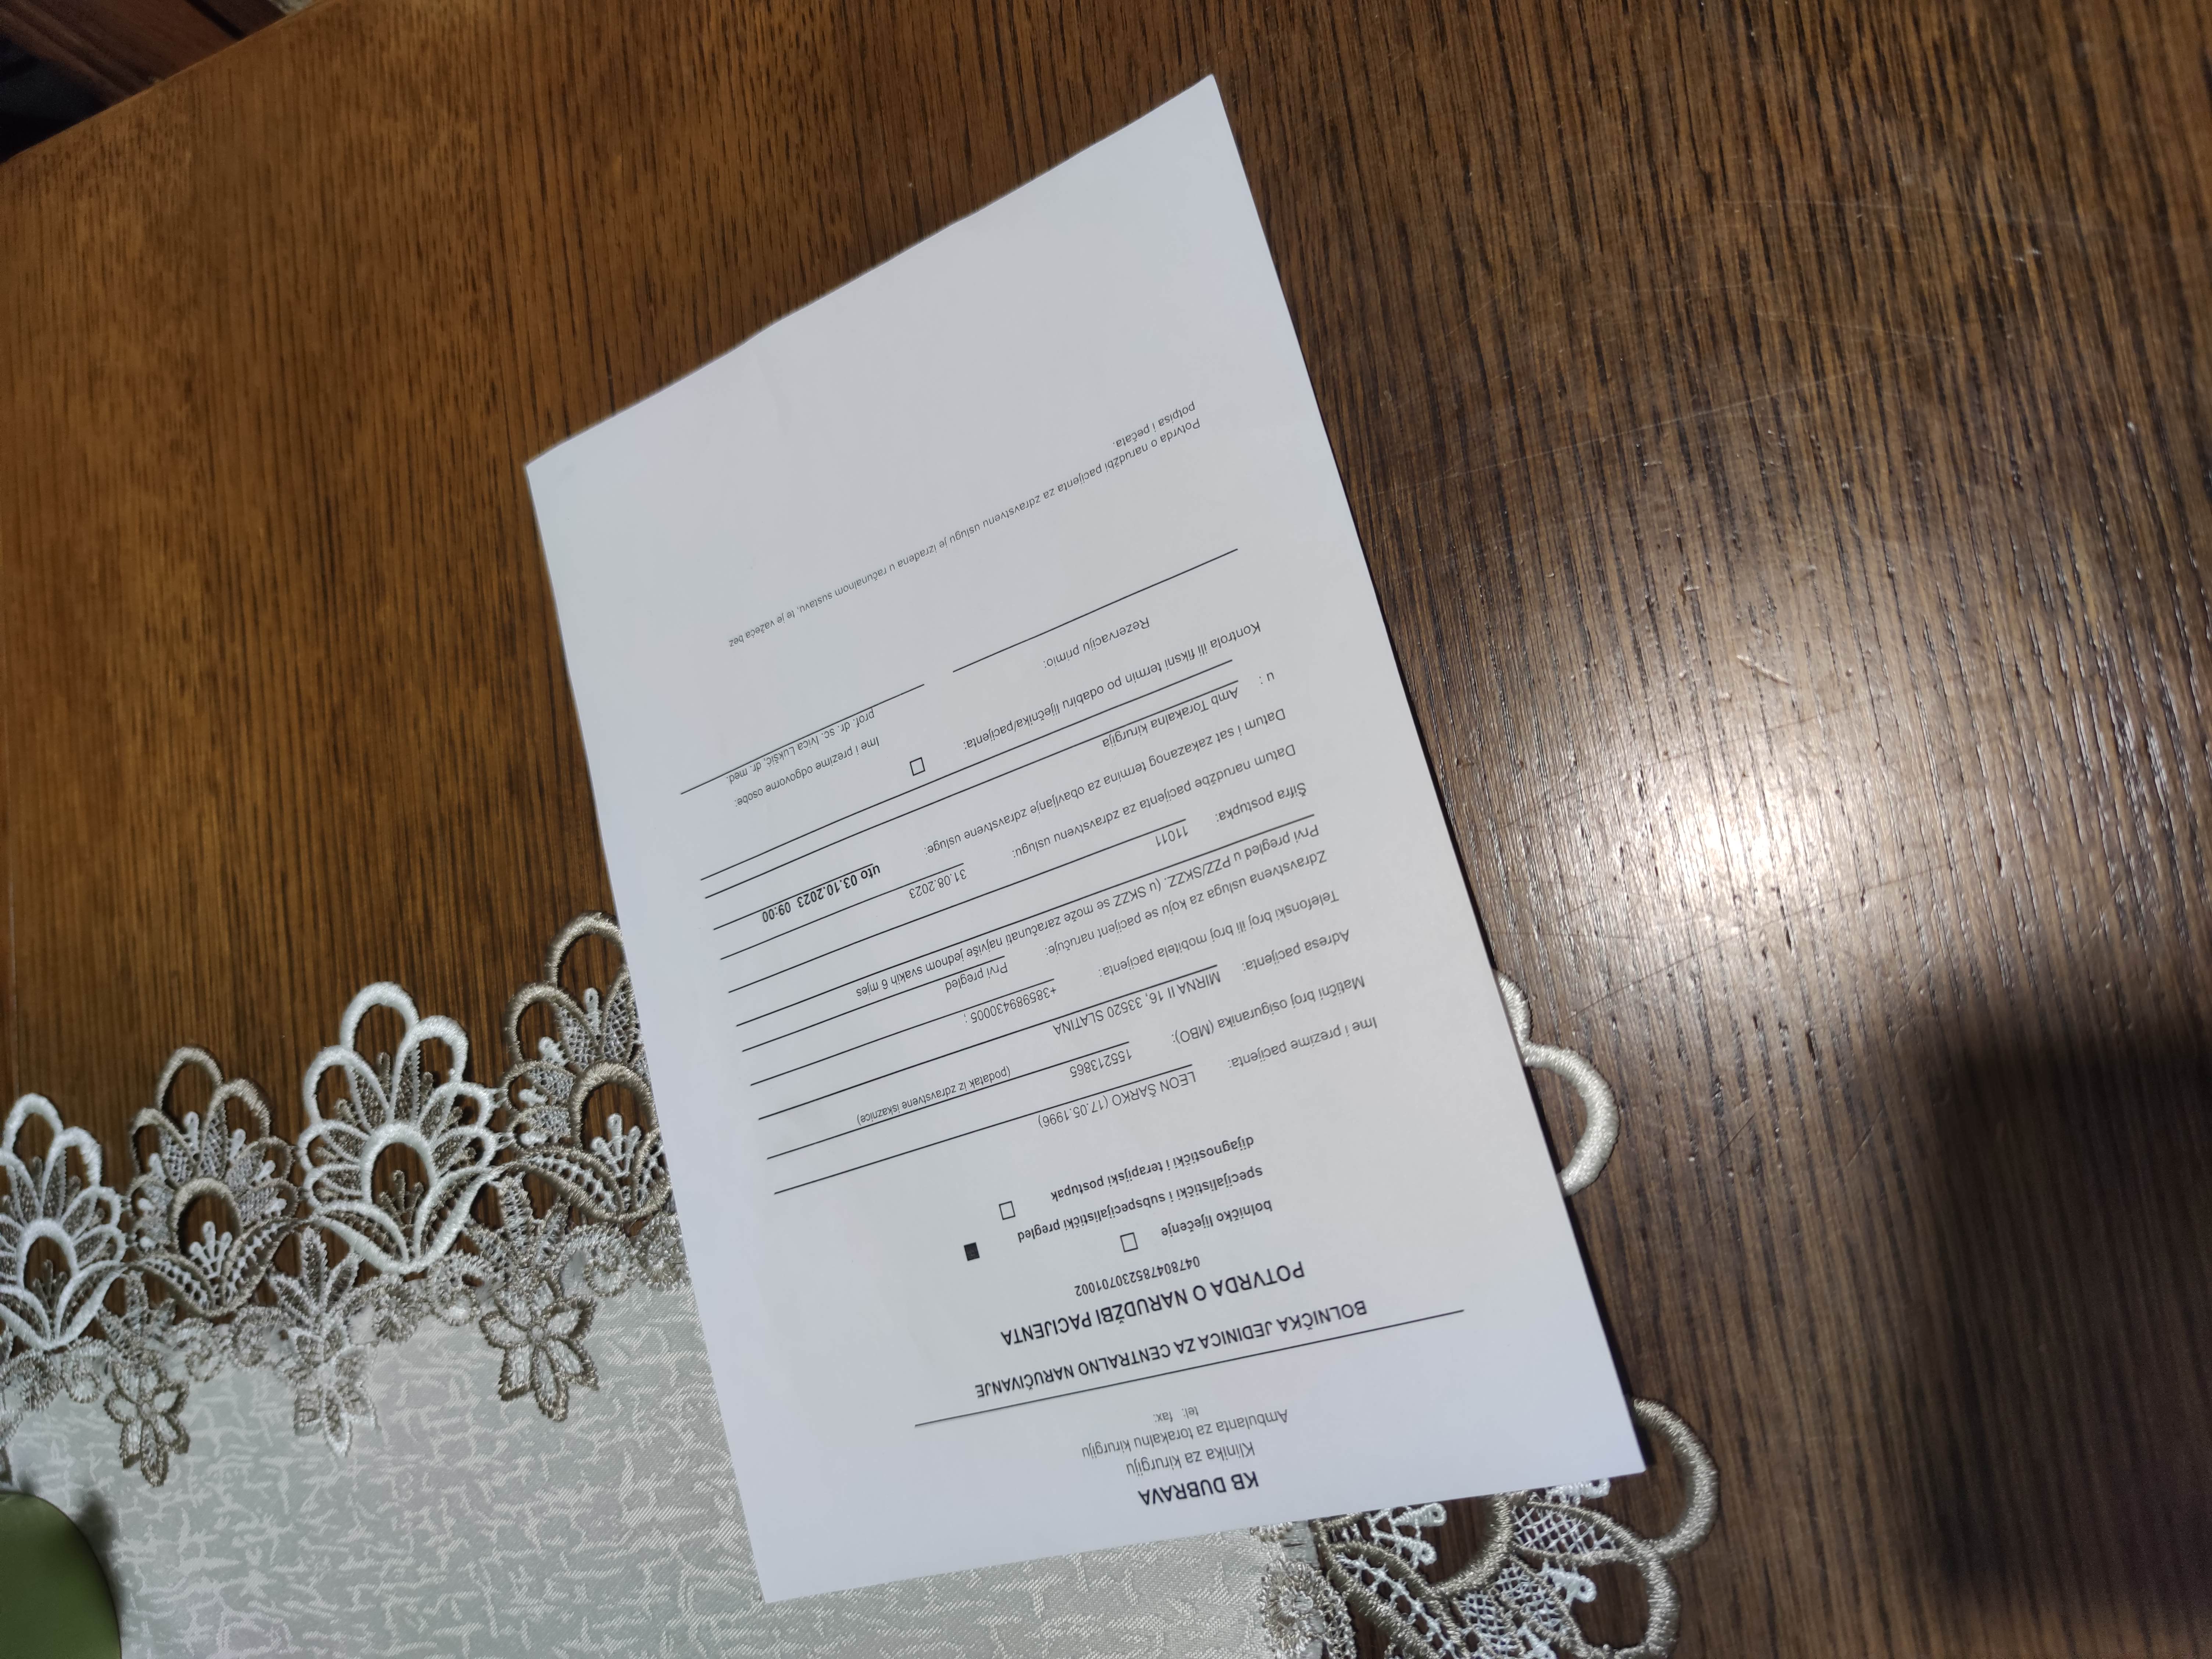 KB DUBRAVA
Klinika za kirurgiju
Ambulanta za torakalnu kirurgiju
tel: fax:
BOLNIČKA JEDINICA ZA CENTRALNO NARUČIVANJE
POTVRDA O NARUDŽBI PACIJENTA
0478047852307010​02
bolničko liječenje
specijalistički i subspecijalistički pregled
dijagnostički i terapijski postupak
Ime i prezime pacijenta: LEON ŠARKO (17.05.1996)
Matični broj osiguranika (MBO): 155213865 (podatak iz zdravstvene iskaznice)
Adresa pacijenta: MIRNA II 16, 33520 SLATINA
Telefonski broj ili broj mobitela pacijenta: +385989430005 ;
Zdravstvena usluga za koju se pacijent naručuje: Prvi pregled
Prvi pregled u PZZ/SKZZ. (u SKZZ se može zaračunati najviše jednom svakih 6 mjes
Šifra postupka: 11011
Datum narudžbe pacijenta za zdravstvenu uslugu: 31.08.2023
Datum i sat zakazanog termina za obavljanje zdravstvene usluge: uto 03.10.2023 09:00
u : Amb Torakalna kirurgija
Kontrola ili fiksni termin po odabiru liječnika/pacijenta:
Rezervaciju primio:
Ime i prezime odgovorne osobe:
prof. dr. sc. Ivica Lukšić, dr. med.
Potvrda o narudžbi pacijenta za zdravstvenu uslugu je izrađena u računalnom sustavu, te je važeća bez
potpisa i pečata.